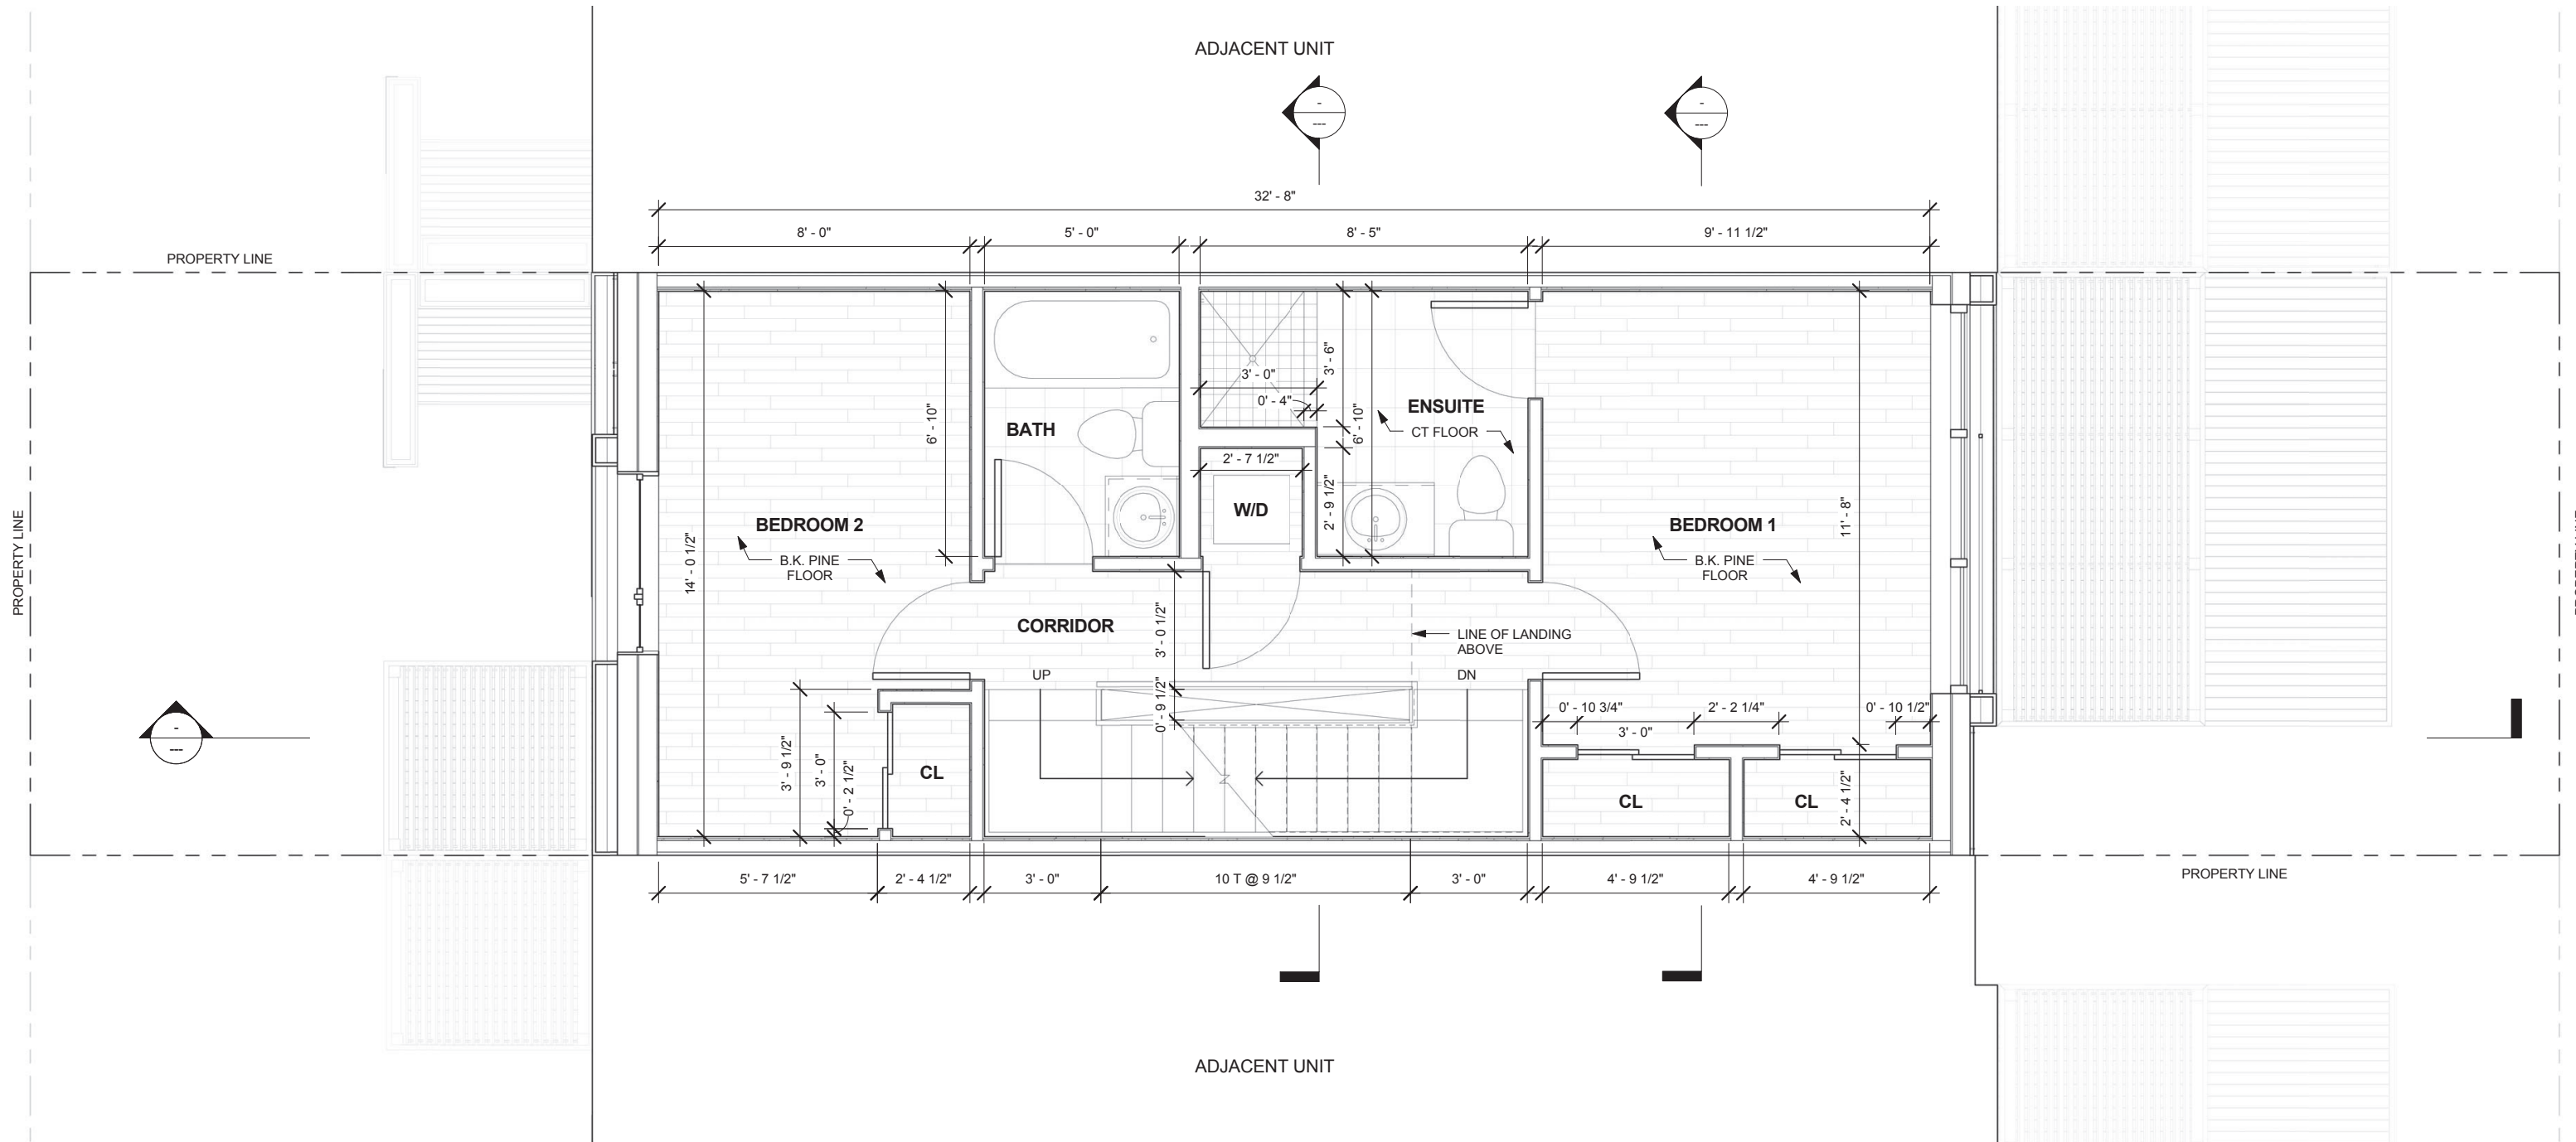 ADJACENT UNIT
-
---
-
---
32' - 8"
8' - 0"
5' - 0"
8' - 5"
9' - 11 1/2"
PROPERTY LINE
PROPERTY LINE
14' - 0 1/2"
6' - 10"
BEDROOM 2
B.K. PINE
FLOOR
BATH
3' - 0"
0' - 4"
3' - 6"
6' - 10"
2' - 9 1/2"
2' - 7 1/2"
W/D
ENSUITE
CT FLOOR
BEDROOM 1
B.K. PINE
FLOOR
11' - 8"
CORRIDOR
3' - 0 1/2"
LINE OF LANDING
ABOVE
UP
DN
0' - 9 1/2"
-
---
3' - 9 1/2"
3' - 0"
0' - 2 1/2"
CL
0' - 10 3/4"
3' - 0"
2' - 2 1/4"
0' - 10 1/2"
CL
CL
2' - 4 1/2"
5' - 7 1/2"
2' - 4 1/2"
3' - 0"
10 T @ 9 1/2"
3' - 0"
4' - 9 1/2"
4' - 9 1/2"
PROPERTY LINE
ADJACENT UNIT